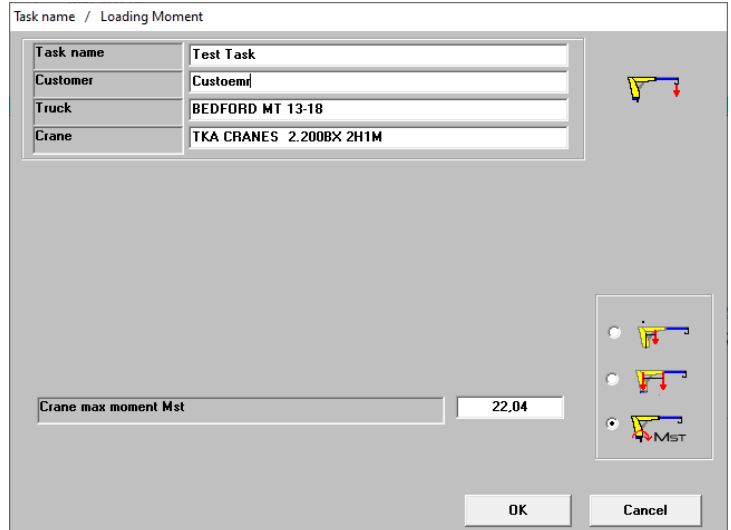 Task name / Loading Moment
Task name Test Task
Customer Custoemr
Truck BEDFORD MT 13-18
Crane TKA CRANES 2.200BX 2H1M
Crane max moment Mst 22,04
MST
OK Cancel